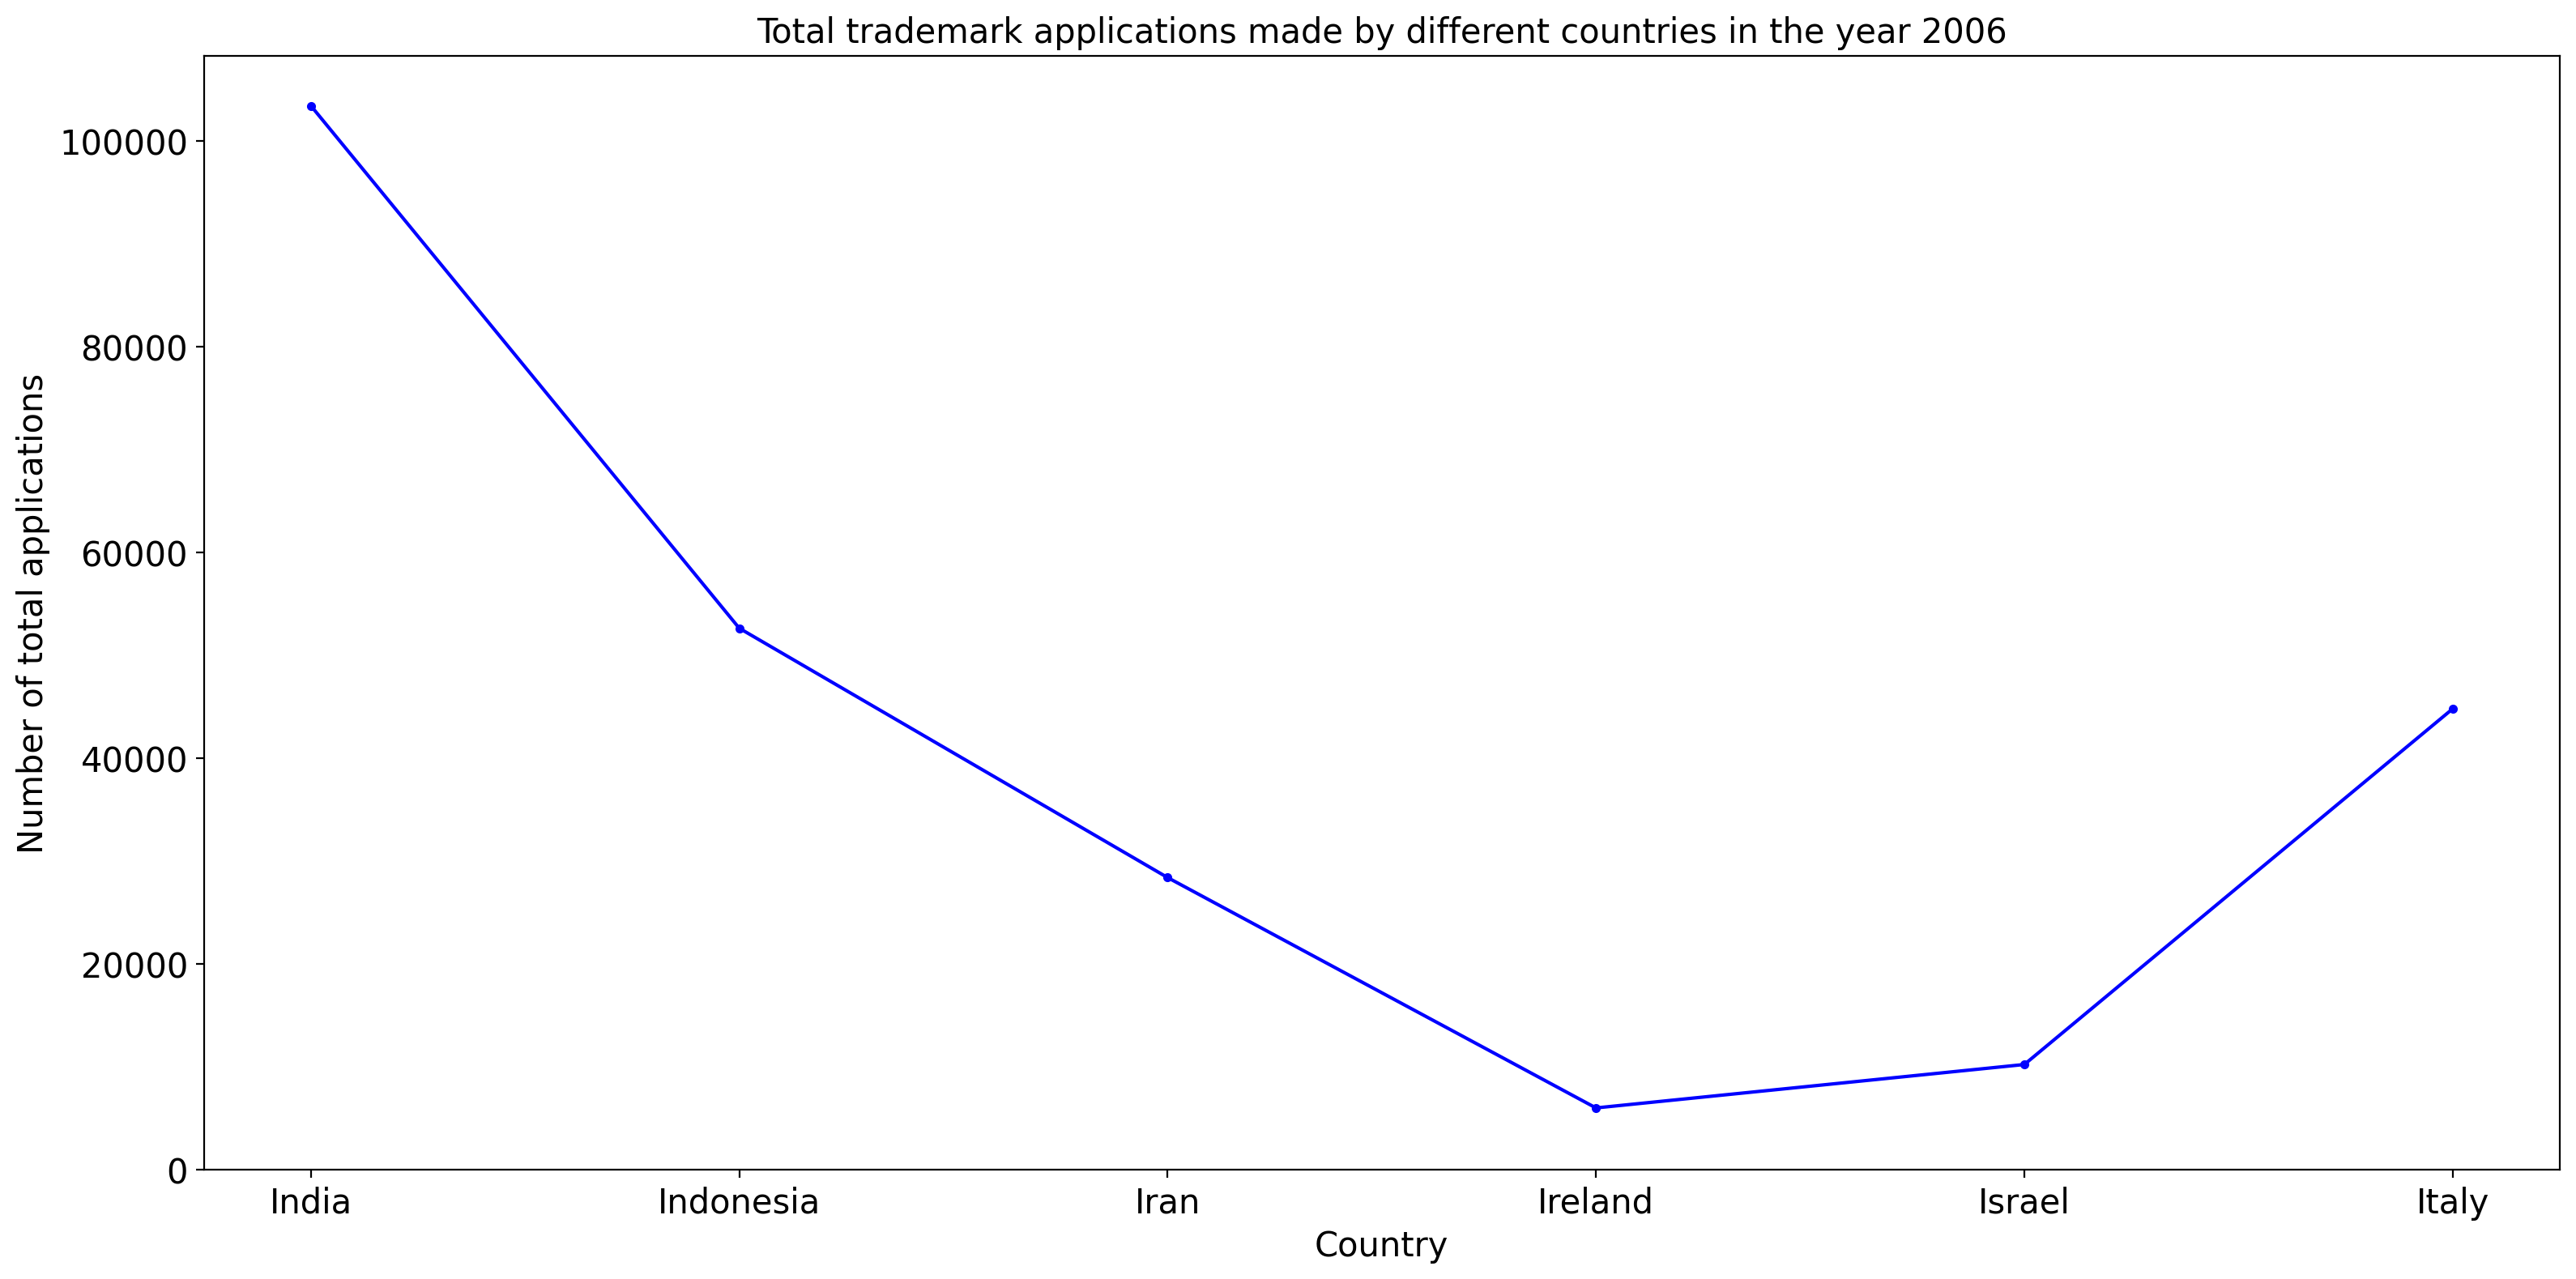 Total trademark applications made by different countries in the year 2006
Number of total applications
100000
80000
60000
40000
20000
0
India Indonesia Iran Ireland Israel Italy
Country